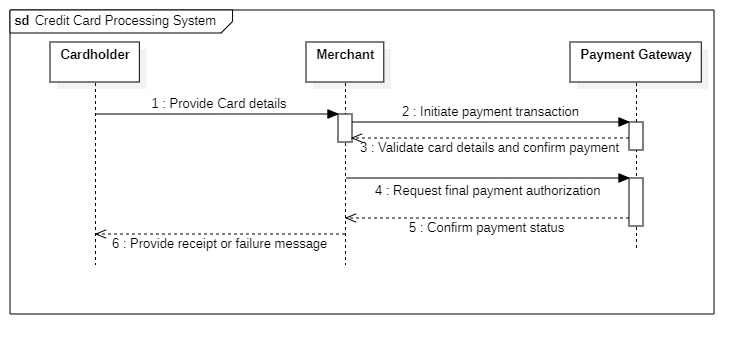 sd Credit Card Processing System
Cardholder
Merchant
Payment Gateway
1 : Provide Card details
2 : Initiate payment transaction
3 : Validate card details and confirm payment
4 : Request final payment authorization
5 : Confirm payment status
6 : Provide receipt or failure message